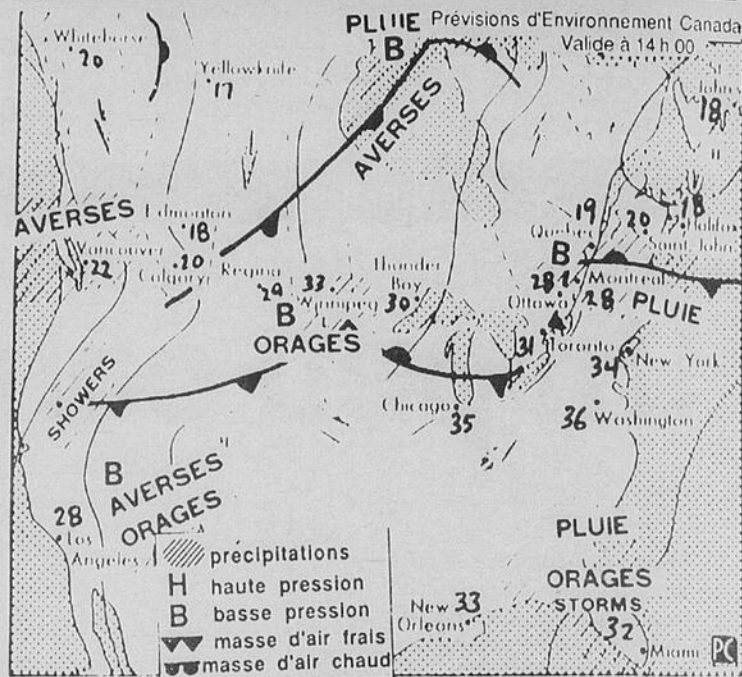 PLUIE Prévisions d'Environnement Canada
B Valide à 14 h 00
Whitehorse
20
Yellowknife
17
St
John's
18
AVERSES
AVERSES
Edmonton
18
Vancouver
22
20
Calgary
Regina
29
33
Winnipeg
Thunder
Bay
30
19
Quebec
20
18
Halifax
Saint John
B
28
Montreal
28
Ottawa
PLUIE
B
ORAGES
31
Toronto
34
New York
SHOWERS
Chicago
35
36
Washington
B
AVERSES
ORAGES
28
Los
Angeles
PLUIE
ORAGES
STORMS
précipitations
H haute pression
B basse pression
masse d'air frais
masse d'air chaud
New 33
Orleans
32
Miami
PC